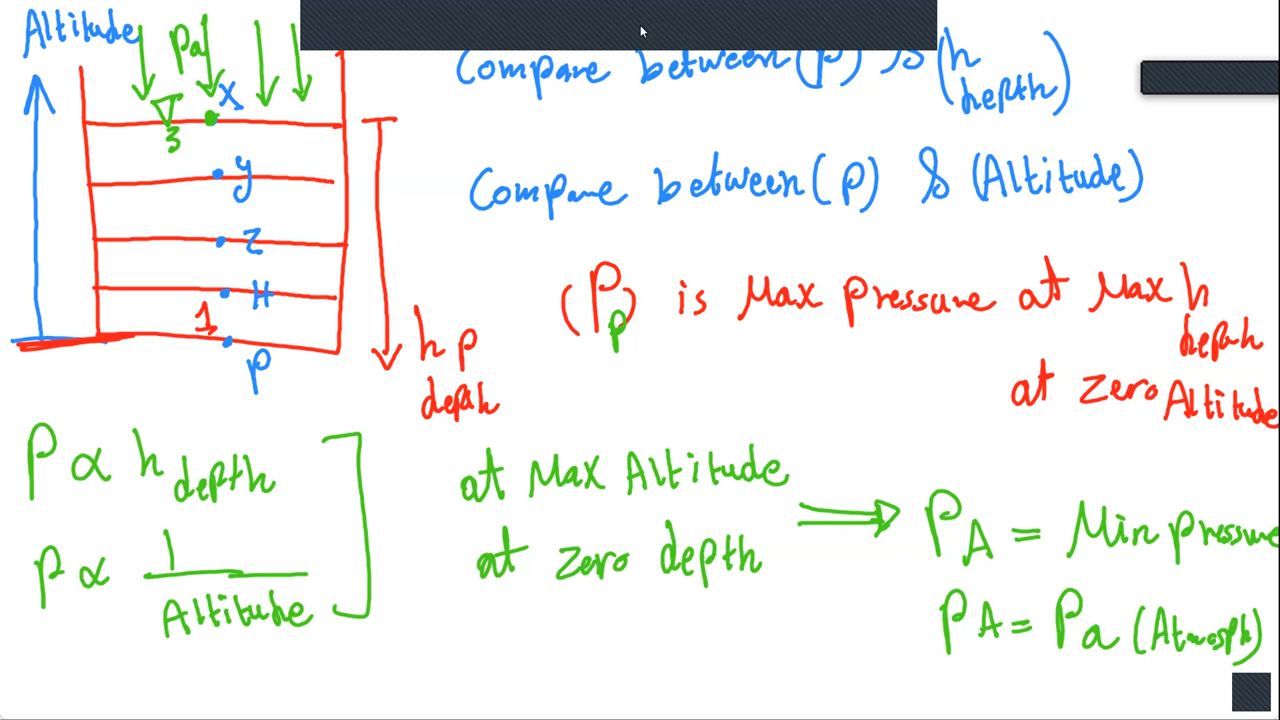 Altitude
Pa
X
3
y
z
H
1
p
h p
depth
Compare between (P) & (h depth)
Compare between (P) & (Altitude)
(Pp) is Max pressure at Max h depth
at zero Altitude
P ∝ h depth
P ∝ 1 / Altitude
at Max Altitude
at zero depth
⇒ PA = Min pressure
PA = Pa (Atmosph)